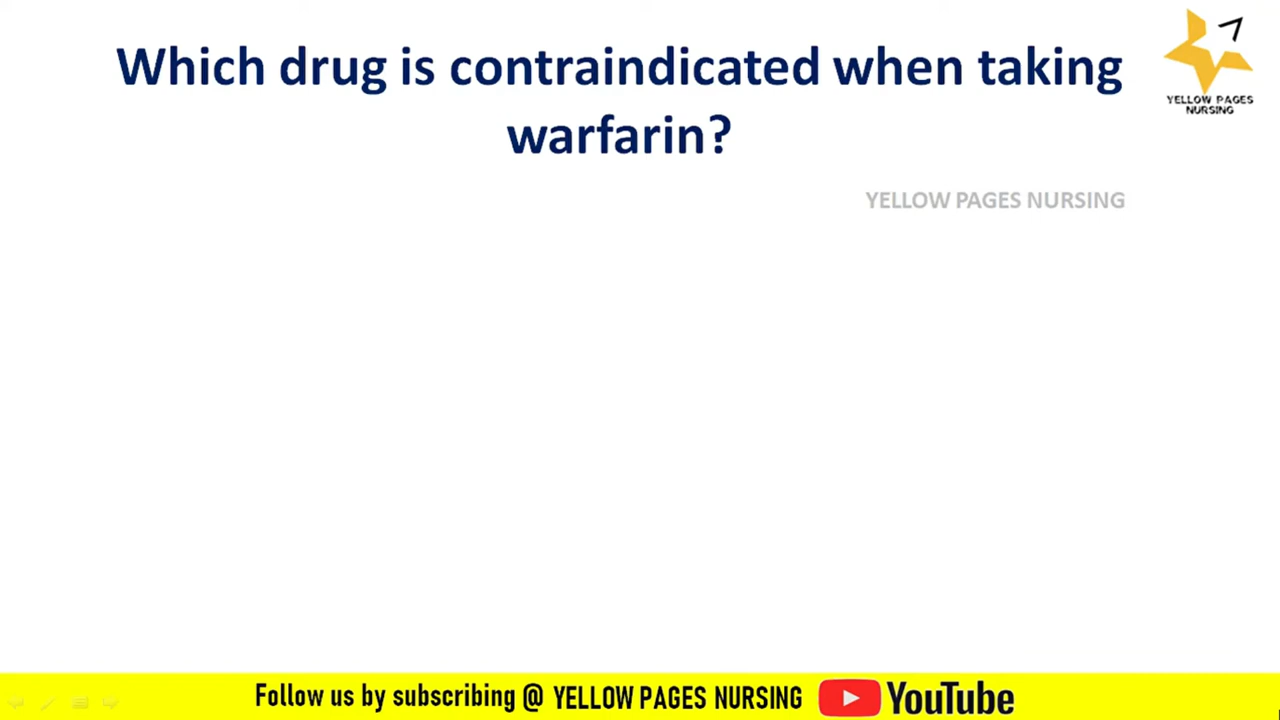 Which drug is contraindicated when taking
warfarin?
YELLOW PAGES
NURSING
YELLOW PAGES NURSING
Follow us by subscribing @ YELLOW PAGES NURSING YouTube